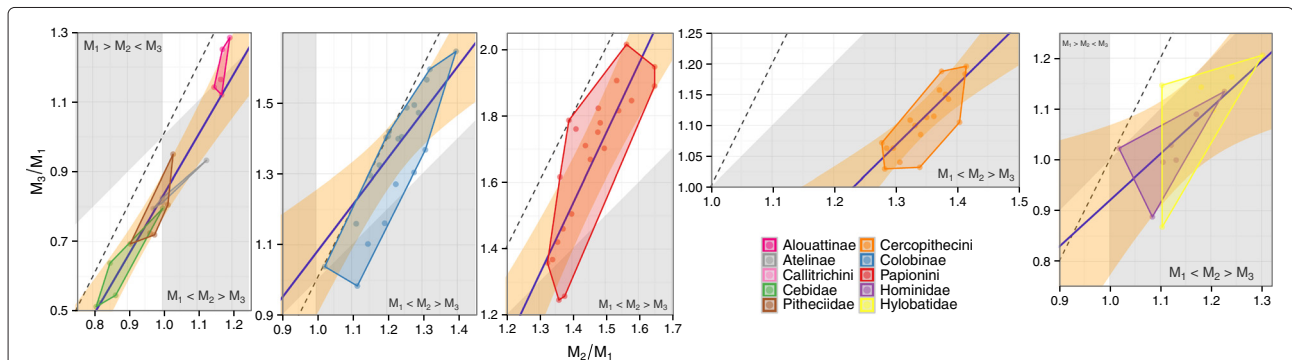 M₃/M₁
1.3
1.1
0.9
0.7
0.5
M₁ > M₂ < M₃
M₁ < M₂ > M₃
0.8 0.9 1.0 1.1 1.2
1.5
1.3
1.1
0.9
M₁ < M₂ > M₃
0.9 1.0 1.1 1.2 1.3 1.4
2.0
1.8
1.6
1.4
1.2
M₁ < M₂ > M₃
1.2 1.3 1.4 1.5 1.6 1.7
1.25
1.20
1.15
1.10
1.05
1.00
M₁ < M₂ > M₃
1.0 1.1 1.2 1.3 1.4 1.5
Alouattinae
Atelinae
Callitrichini
Cebidae
Pitheciidae
Cercopithecini
Colobinae
Papionini
Hominidae
Hylobatidae
1.2
1.1
1.0
0.9
0.8
M₁ > M₂ < M₃
M₁ < M₂ > M₃
0.9 1.0 1.1 1.2 1.3
M₂/M₁